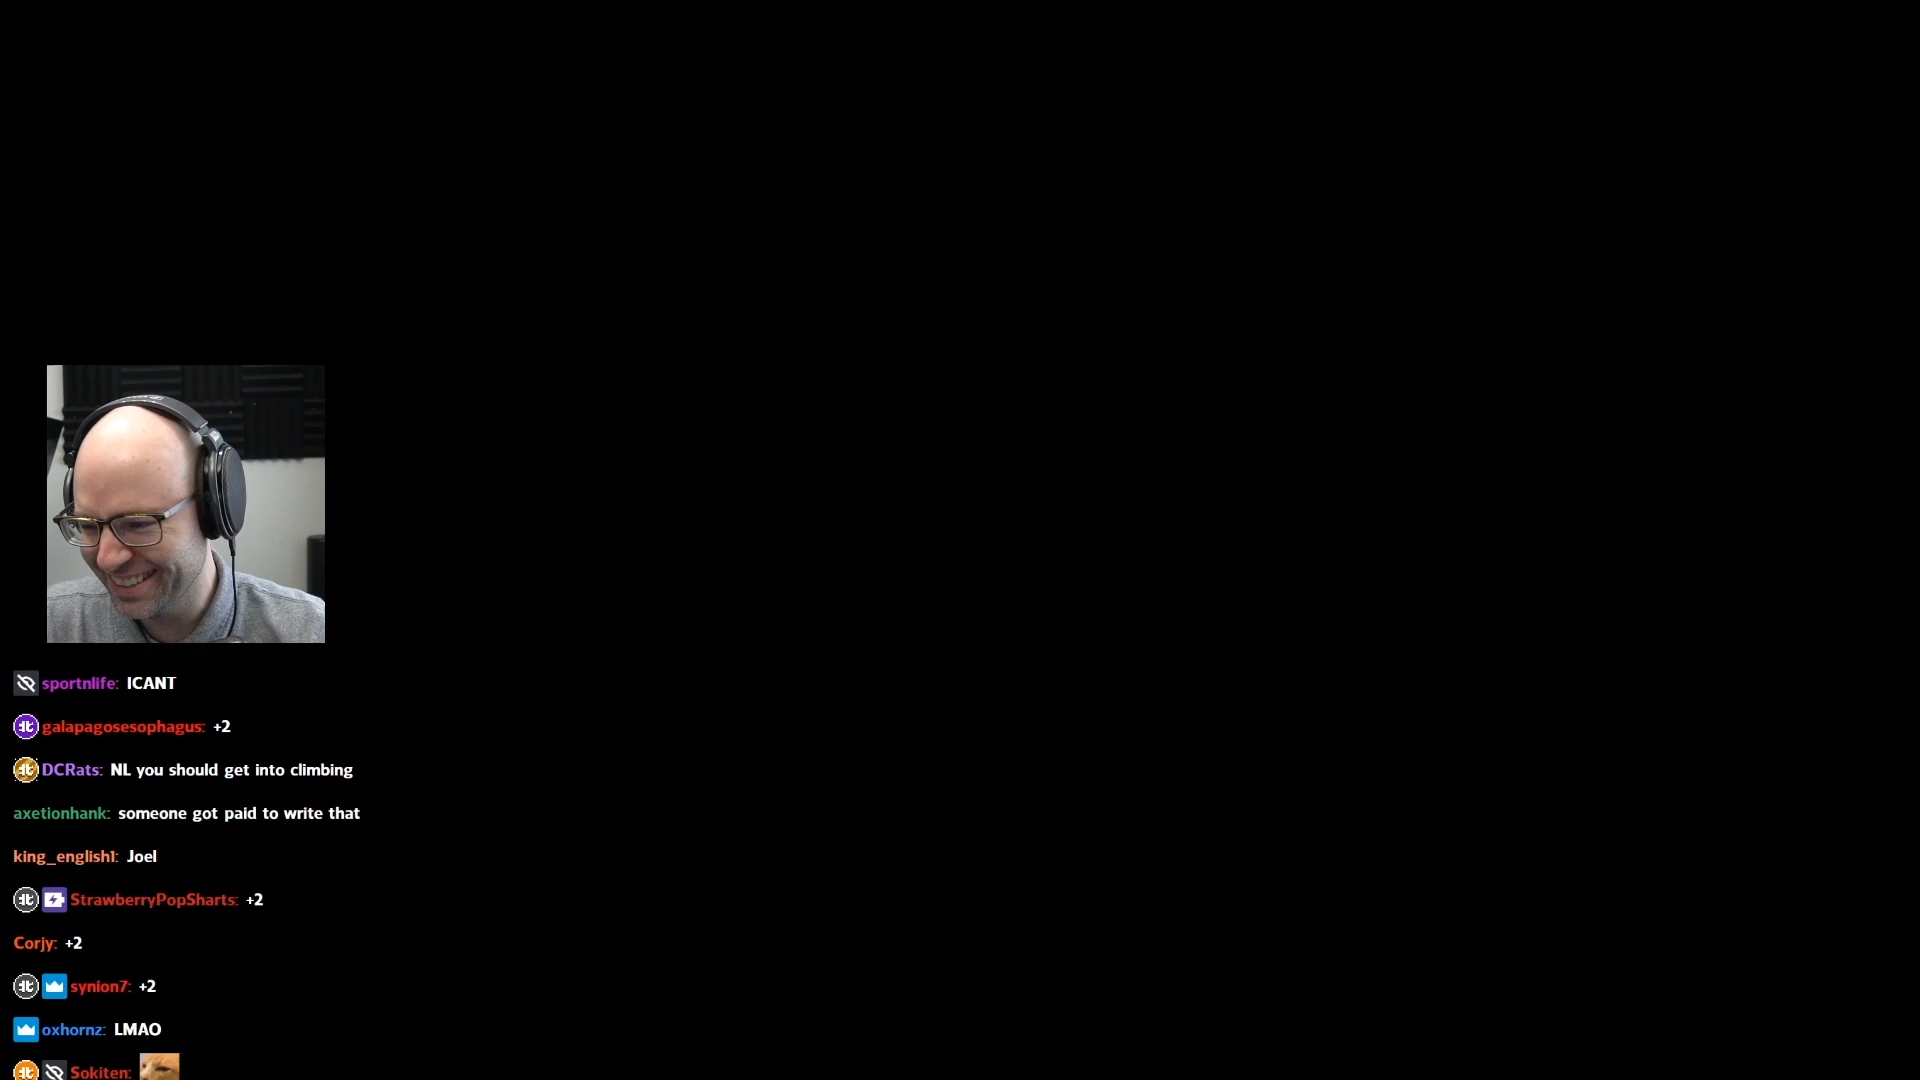 sportnlife: ICANT
galapagosesophagus: +2
DCRats: NL you should get into climbing
axetionhank: someone got paid to write that
king_english1: Joel
StrawberryPopSharts: +2
Corjy: +2
synion7: +2
oxhornz: LMAO
Sokiten: